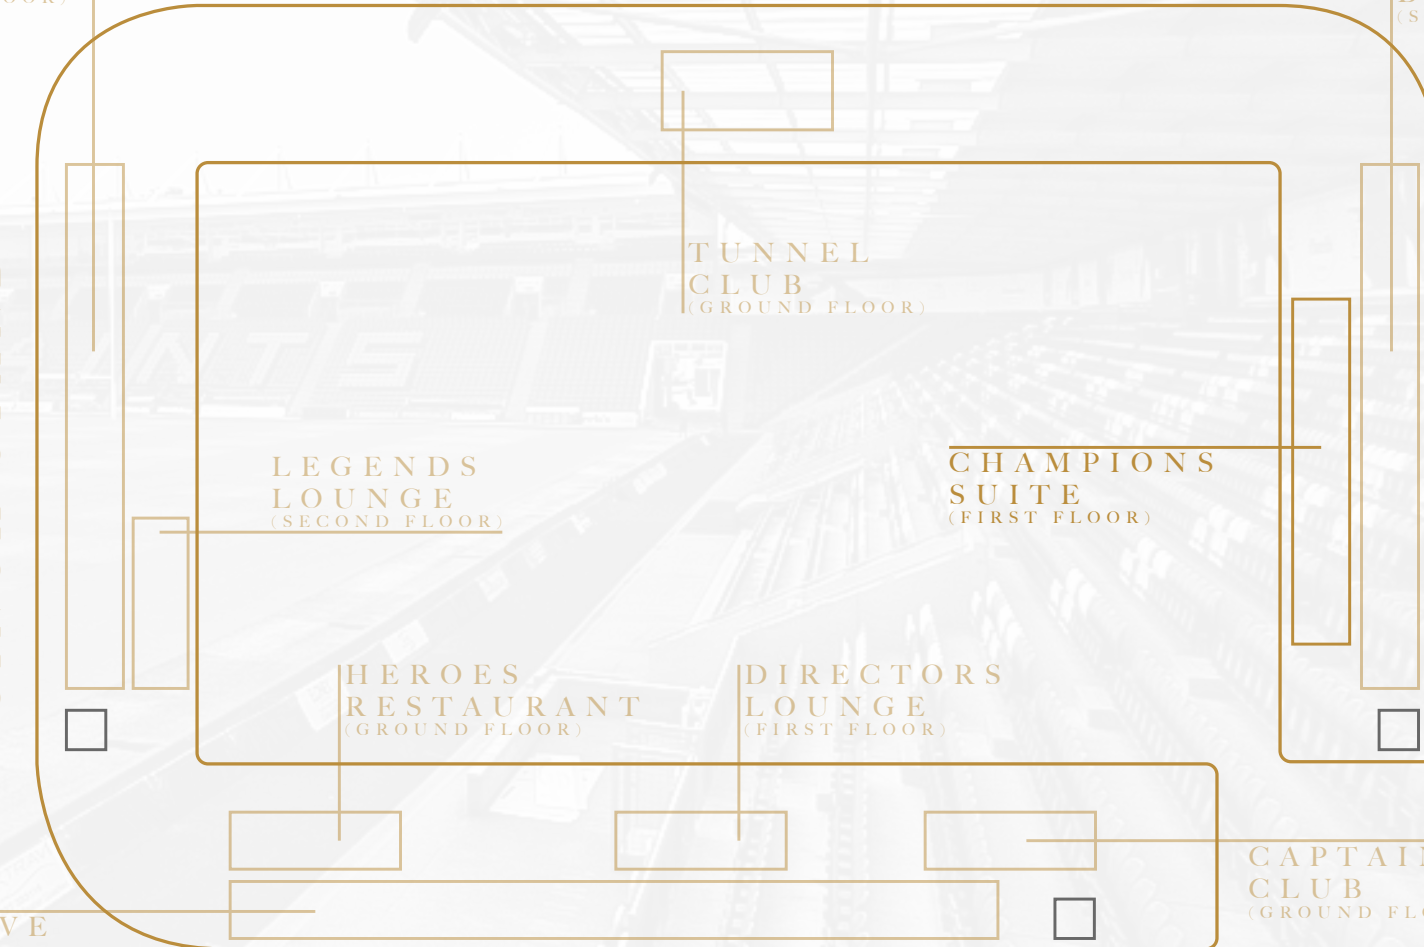 TUNNEL
CLUB
(GROUND FLOOR)
LEGENDS
LOUNGE
(SECOND FLOOR)
CHAMPIONS
SUITE
(FIRST FLOOR)
HEROES
RESTAURANT
(GROUND FLOOR)
DIRECTORS
LOUNGE
(FIRST FLOOR)
CLUB
(GROUND